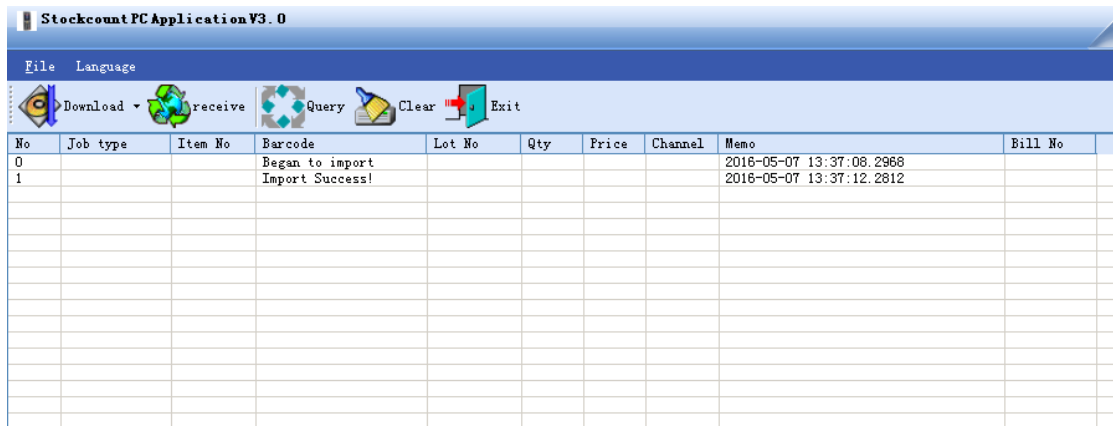 Stockcount PC Application V3.0
File Language
Download receive Query Clear Exit
No Job type Item No Barcode Lot No Qty Price Channel Memo Bill No
0 Began to import 2016-05-07 13:37:08.2968
1 Import Success! 2016-05-07 13:37:12.2812